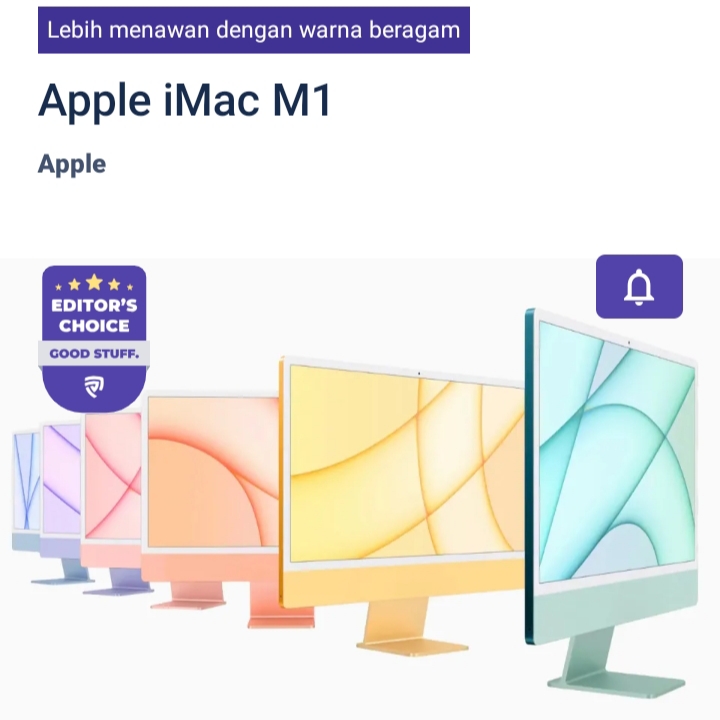 Lebih menawan dengan warna beragam
Apple iMac M1
Apple
EDITOR'S
CHOICE
GOOD STUFF.